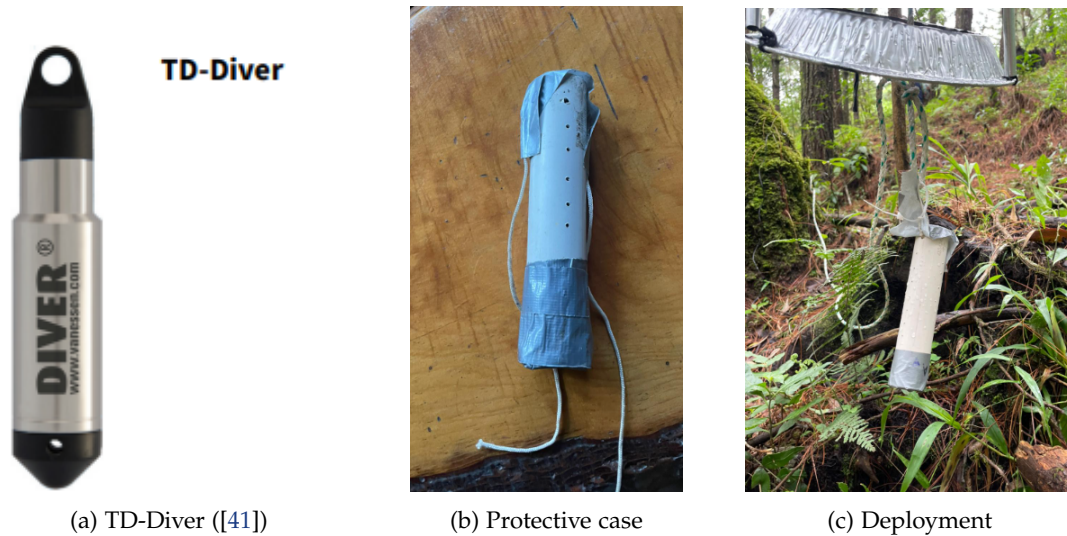 TD-Diver
DIVER®
www.vanessen.com
(a) TD-Diver ([41])
(b) Protective case
(c) Deployment